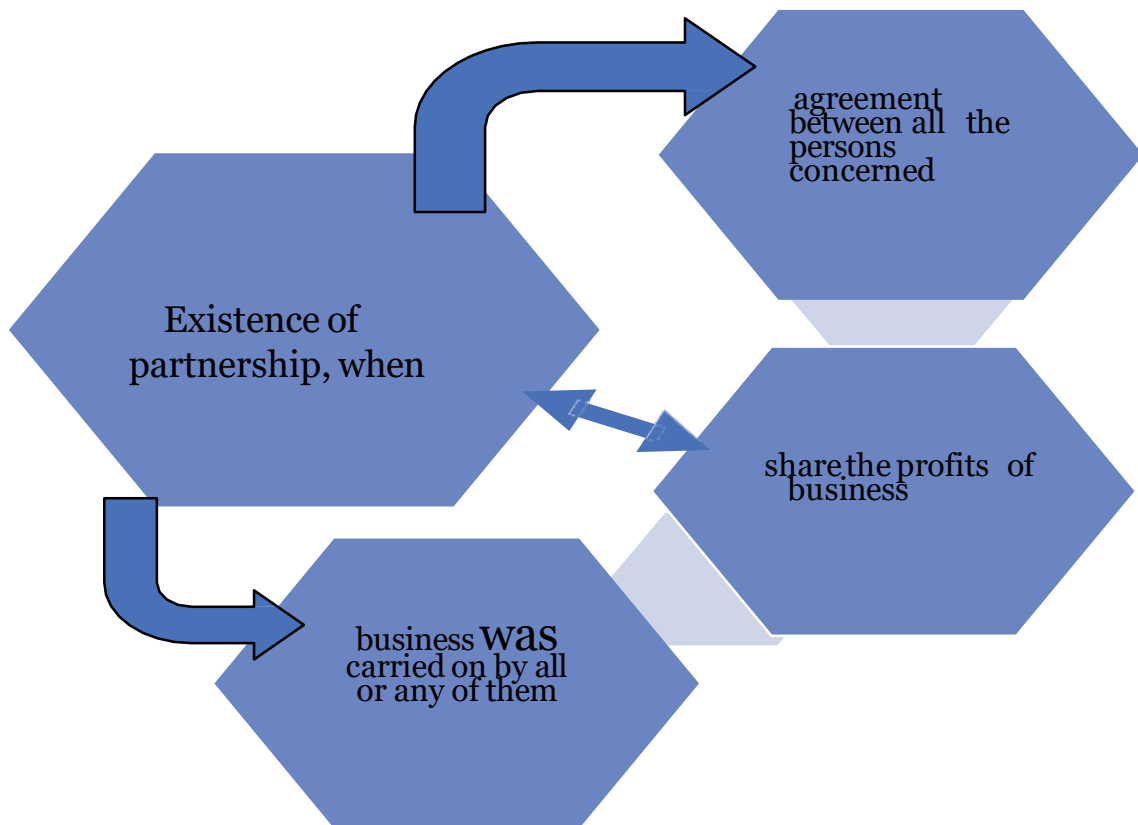 Existence of
partnership, when
agreement
between all the
persons
concerned
share the profits of
business
business was
carried on by all
or any of them